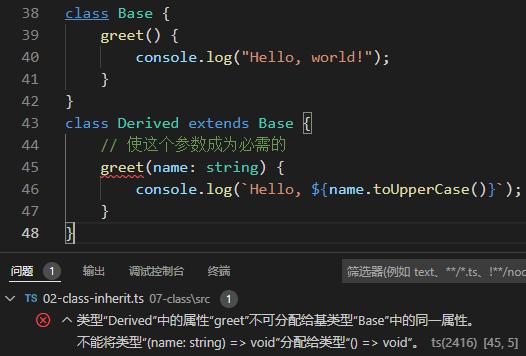 38 class Base {
39     greet() {
40         console.log("Hello, world!");
41     }
42 }
43 class Derived extends Base {
44     // 使这个参数成为必需的
45     greet(name: string) {
46         console.log(`Hello, ${name.toUpperCase()}`);
47     }
48 }
问题 1 输出 调试控制台 终端 筛选器(例如 text、**/*.ts、!**/noc
TS 02-class-inherit.ts 07-class\src 1
类型“Derived”中的属性“greet”不可分配给基类型“Base”中的同一属性。
不能将类型“(name: string) => void”分配给类型“() => void”。 ts(2416) [45, 5]